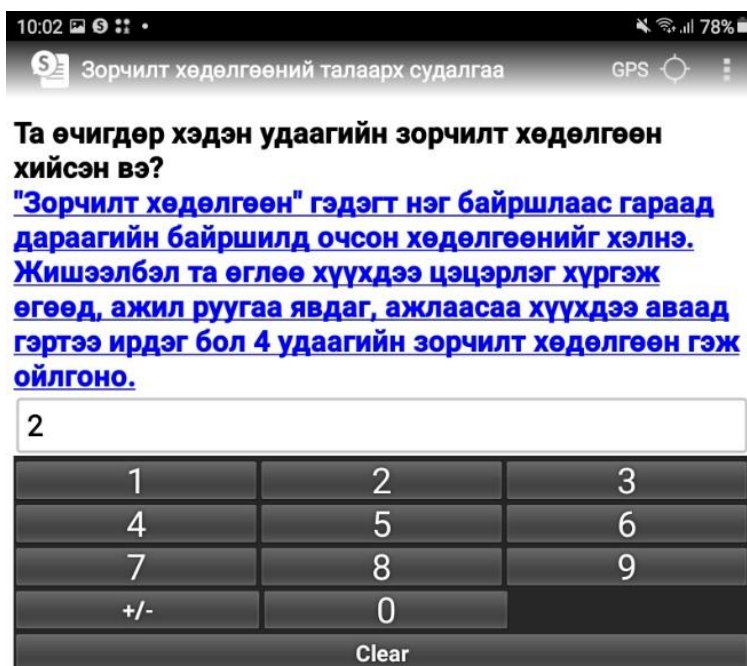 10:02 78%
Зорчилт хөдөлгөөний талаарх судалгаа GPS
Та өчигдөр хэдэн удаагийн зорчилт хөдөлгөөн
хийсэн вэ?
"Зорчилт хөдөлгөөн" гэдэгт нэг байршлаас гараад
дараагийн байршилд очсон хөдөлгөөнийг хэлнэ.
Жишээлбэл та өглөө хүүхдээ цэцэрлэг хүргэж
өгөөд, ажил руугаа явдаг, ажлаасаа хүүхдээ аваад
гэртээ ирдэг бол 4 удаагийн зорчилт хөдөлгөөн гэж
ойлгоно.
2
1 2 3
4 5 6
7 8 9
+/- 0
Clear